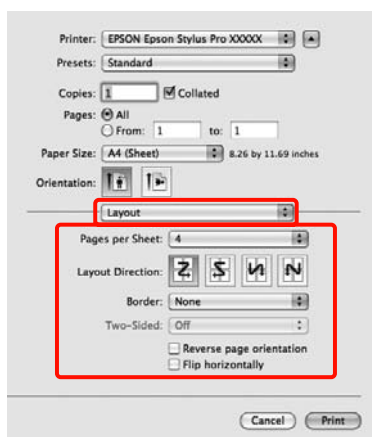 Printer: EPSON Epson Stylus Pro XXXXX
Presets: Standard
Copies: 1 Collated
Pages: All
From: 1 to: 1
Paper Size: A4 (Sheet) 8.26 by 11.69 inches
Orientation:
Layout
Pages per Sheet: 4
Layout Direction:
Border: None
Two-Sided: Off
Reverse page orientation
Flip horizontally
Cancel Print